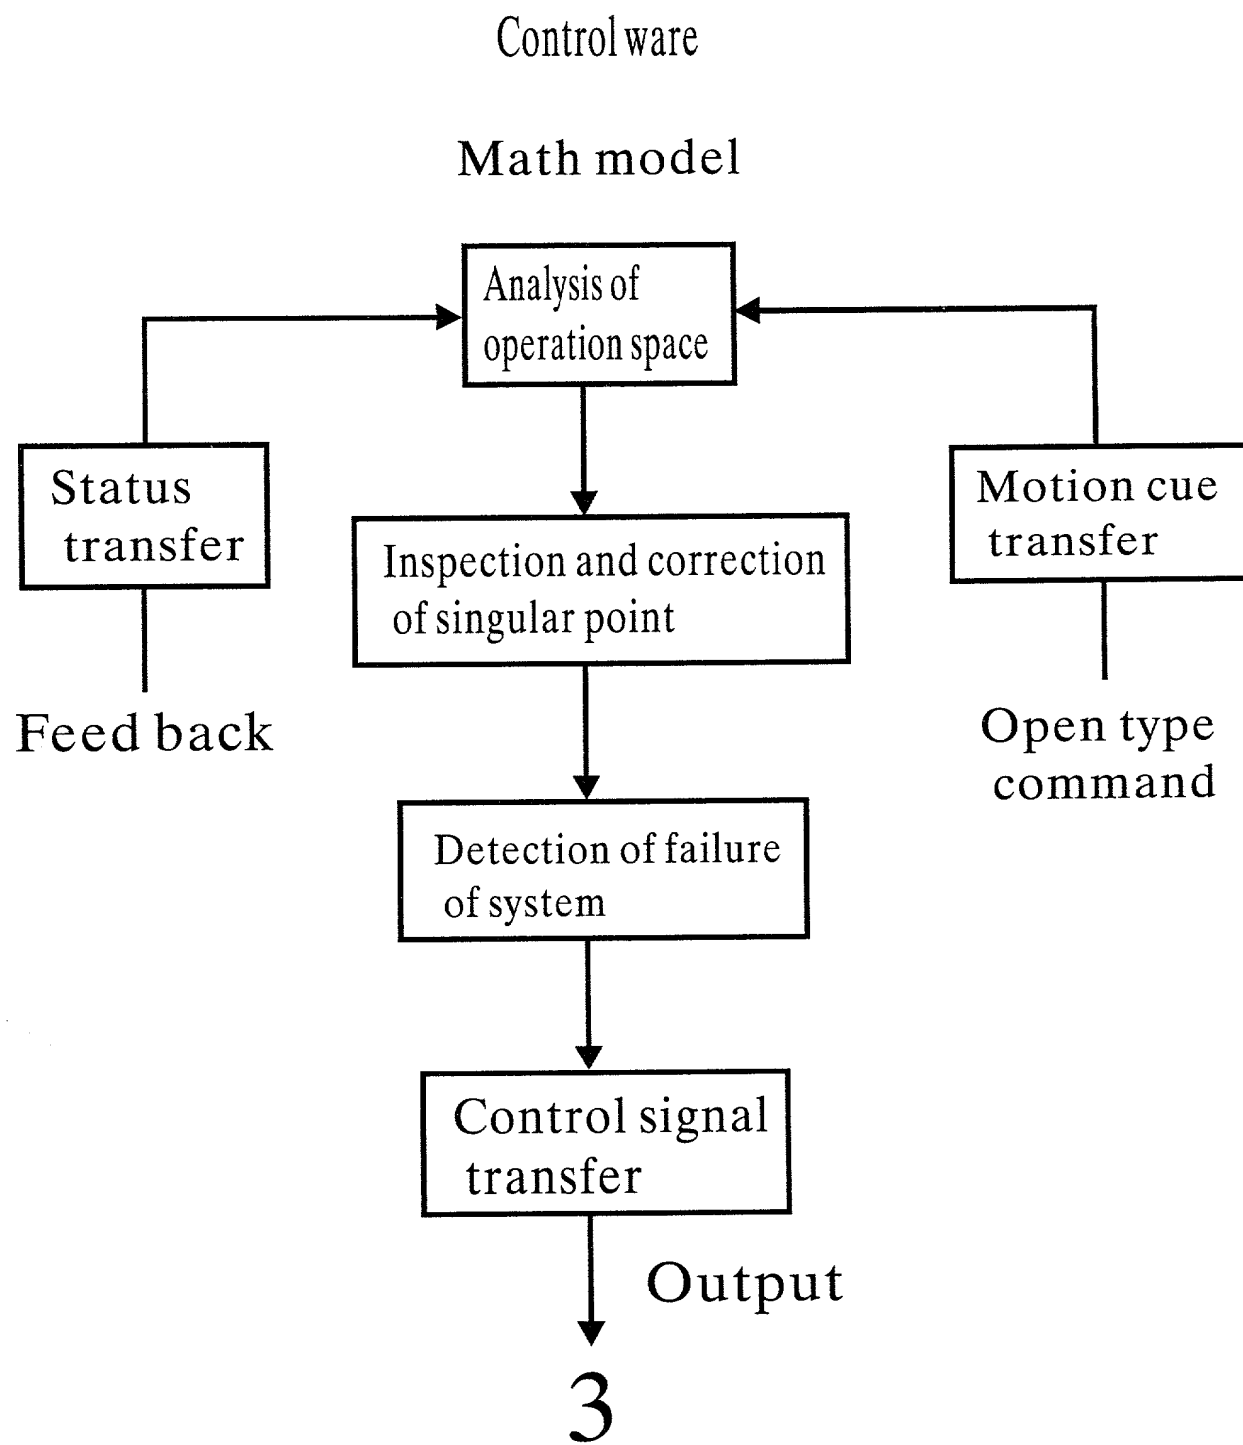 Control ware
Math model
Analysis of
operation space
Status
transfer
Motion cue
transfer
Inspection and correction
of singular point
Feed back
Open type
command
Detection of failure
of system
Control signal
transfer
Output
3